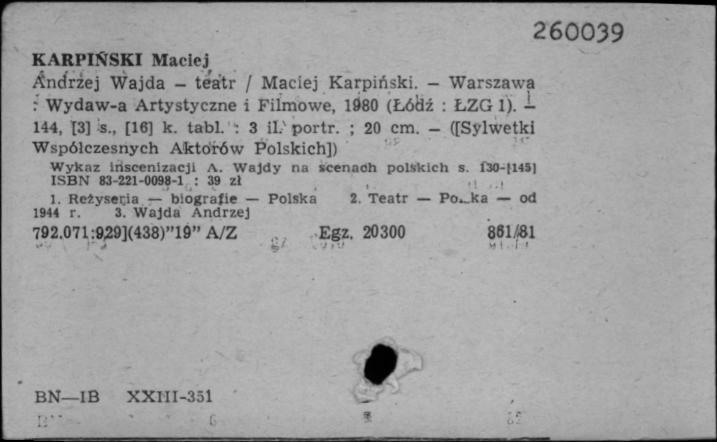 260039
KARPIŃSKI Maciej
Andrzej Wajda – teatr / Maciej Karpiński. – Warszawa
: Wydaw-a Artystyczne i Filmowe, 1980 (Łódź : ŁZG 1). –
144, [3] s., [16] k. tabl. : 3 il. portr. ; 20 cm. – ([Sylwetki
Współczesnych Aktorów Polskich])
Wykaz inscenizacji A. Wajdy na scenach polskich s. 130-[145]
ISBN 83-221-0098-1 : 39 zł
1. Reżyseria — biografie — Polska 2. Teatr — — od
1944 r. 3. Wajda Andrzej
792.071:929](438)"19" A/Z Egz. 20300 861/81
BN—IB XXIII-351